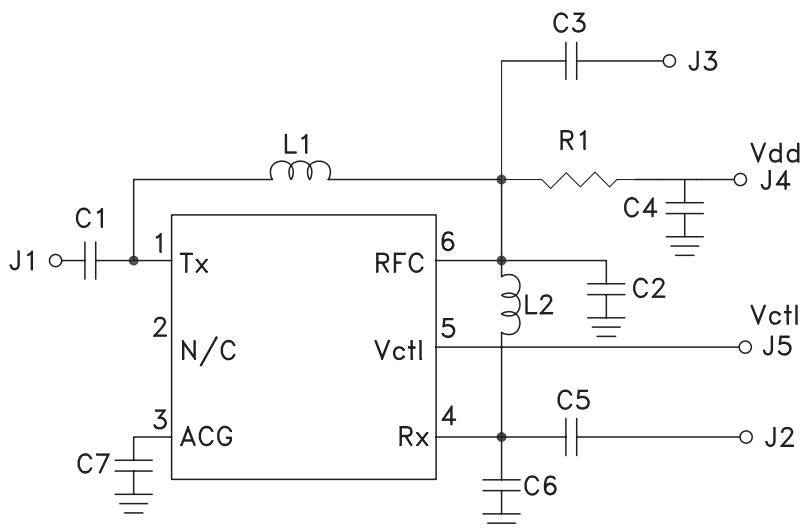 C3
J3
L1
R1
Vdd
J4
C4
C1
J1
1
Tx
RFC
6
C2
L2
2
N/C
Vctl
5
Vctl
J5
3
ACG
Rx
4
C5
J2
C7
C6